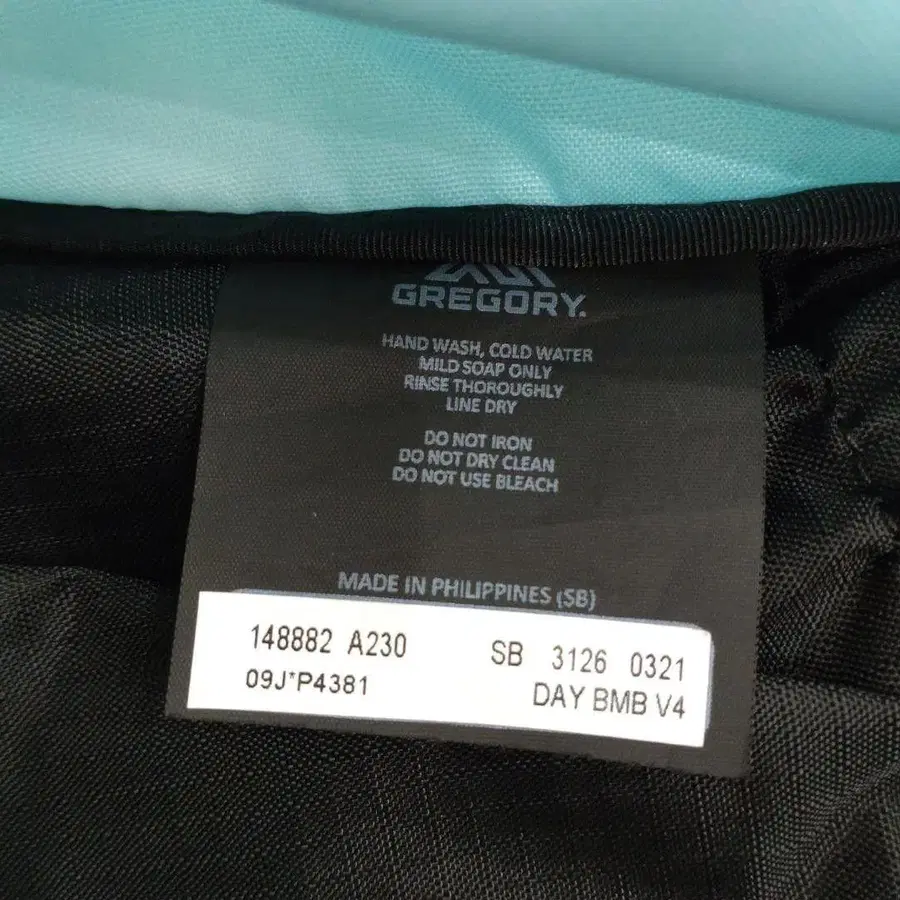 GREGORY.
HAND WASH, COLD WATER
MILD SOAP ONLY
RINSE THOROUGHLY
LINE DRY
DO NOT IRON
DO NOT DRY CLEAN
DO NOT USE BLEACH
MADE IN PHILIPPINES (SB)
148882 A230 SB 3126 0321
09J*P4381 DAY BMB V4